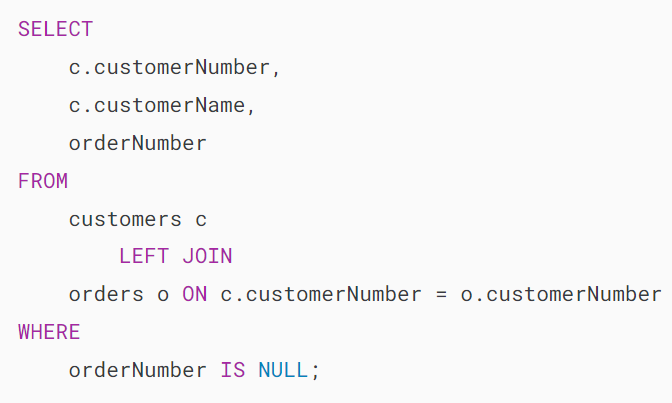 SELECT
    c.customerNumber,
    c.customerName,
    orderNumber
FROM
    customers c
        LEFT JOIN
    orders o ON c.customerNumber = o.customerNumber
WHERE
    orderNumber IS NULL;